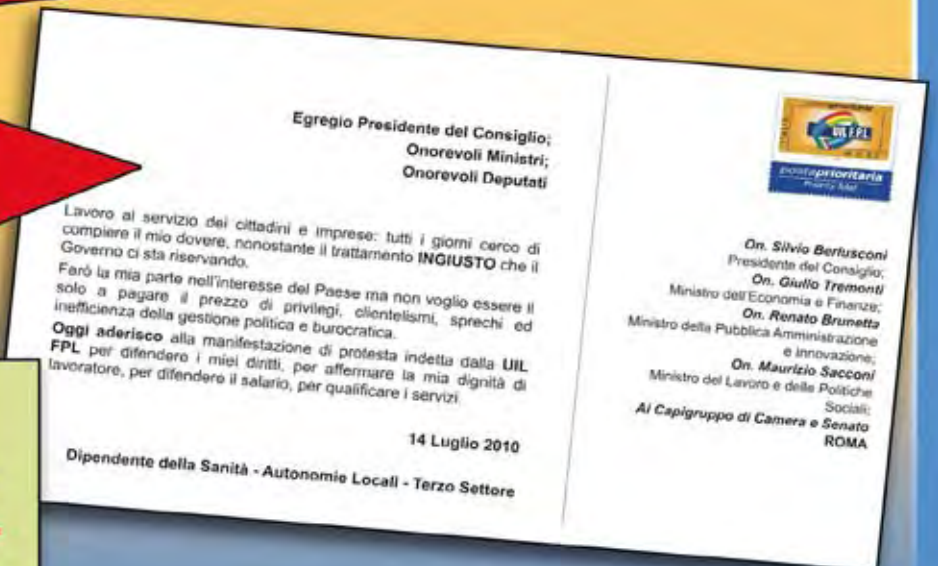 Egregio Presidente del Consiglio;
Onorevoli Ministri;
Onorevoli Deputati
Lavoro al servizio dei cittadini e imprese: tutti i giorni cerco di
compiere il mio dovere, nonostante il trattamento INGIUSTO che il
Governo ci sta riservando.
Farò la mia parte nell'interesse del Paese ma non voglio essere il
solo a pagare il prezzo di privilegi, clientelismi, sprechi ed
inefficienza della gestione politica e burocratica.
Oggi aderisco alla manifestazione di protesta indetta dalla UIL
FPL per difendere i miei diritti, per affermare la mia dignità di
lavoratore, per difendere il salario, per qualificare i servizi.
14 Luglio 2010
Dipendente della Sanità - Autonomie Locali - Terzo Settore
UIL FPL
postaprioritaria
Priority Mail
On. Silvio Berlusconi
Presidente del Consiglio;
On. Giulio Tremonti
Ministro dell'Economia e Finanze;
On. Renato Brunetta
Ministro della Pubblica Amministrazione
e Innovazione;
On. Maurizio Sacconi
Ministro del Lavoro e delle Politiche
Sociali;
Ai Capigruppo di Camera e Senato
ROMA